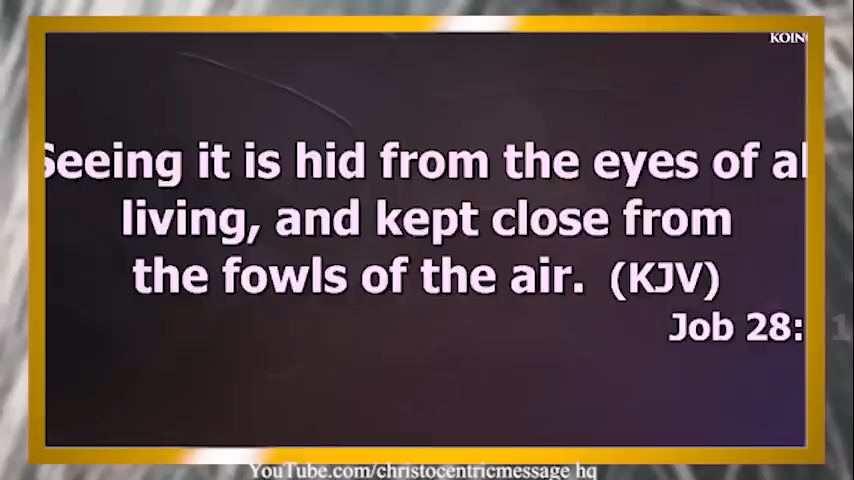 KOIN
Seeing it is hid from the eyes of al
living, and kept close from
the fowls of the air. (KJV)
Job 28: 1
YouTube.com/christocentricmessage hq